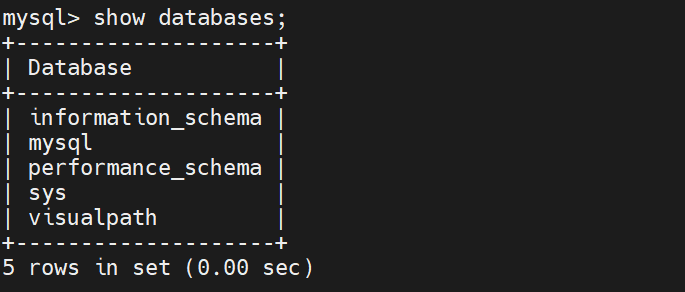 mysql> show databases;
+--------------------+
| Database           |
+--------------------+
| information_schema |
| mysql              |
| performance_schema |
| sys                |
| visualpath         |
+--------------------+
5 rows in set (0.00 sec)